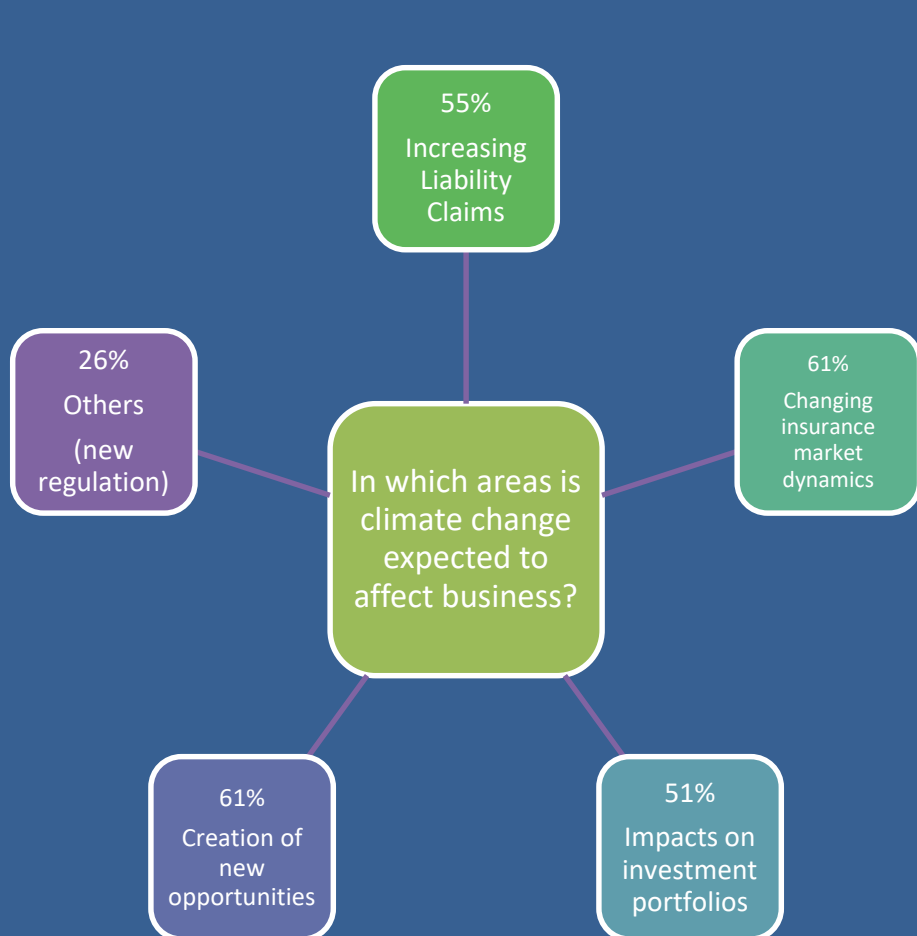 55%
Increasing
Liability
Claims
26%
Others
(new
regulation)
61%
Changing
insurance
market
dynamics
In which areas is
climate change
expected to
affect business?
61%
Creation of
new
opportunities
51%
Impacts on
investment
portfolios